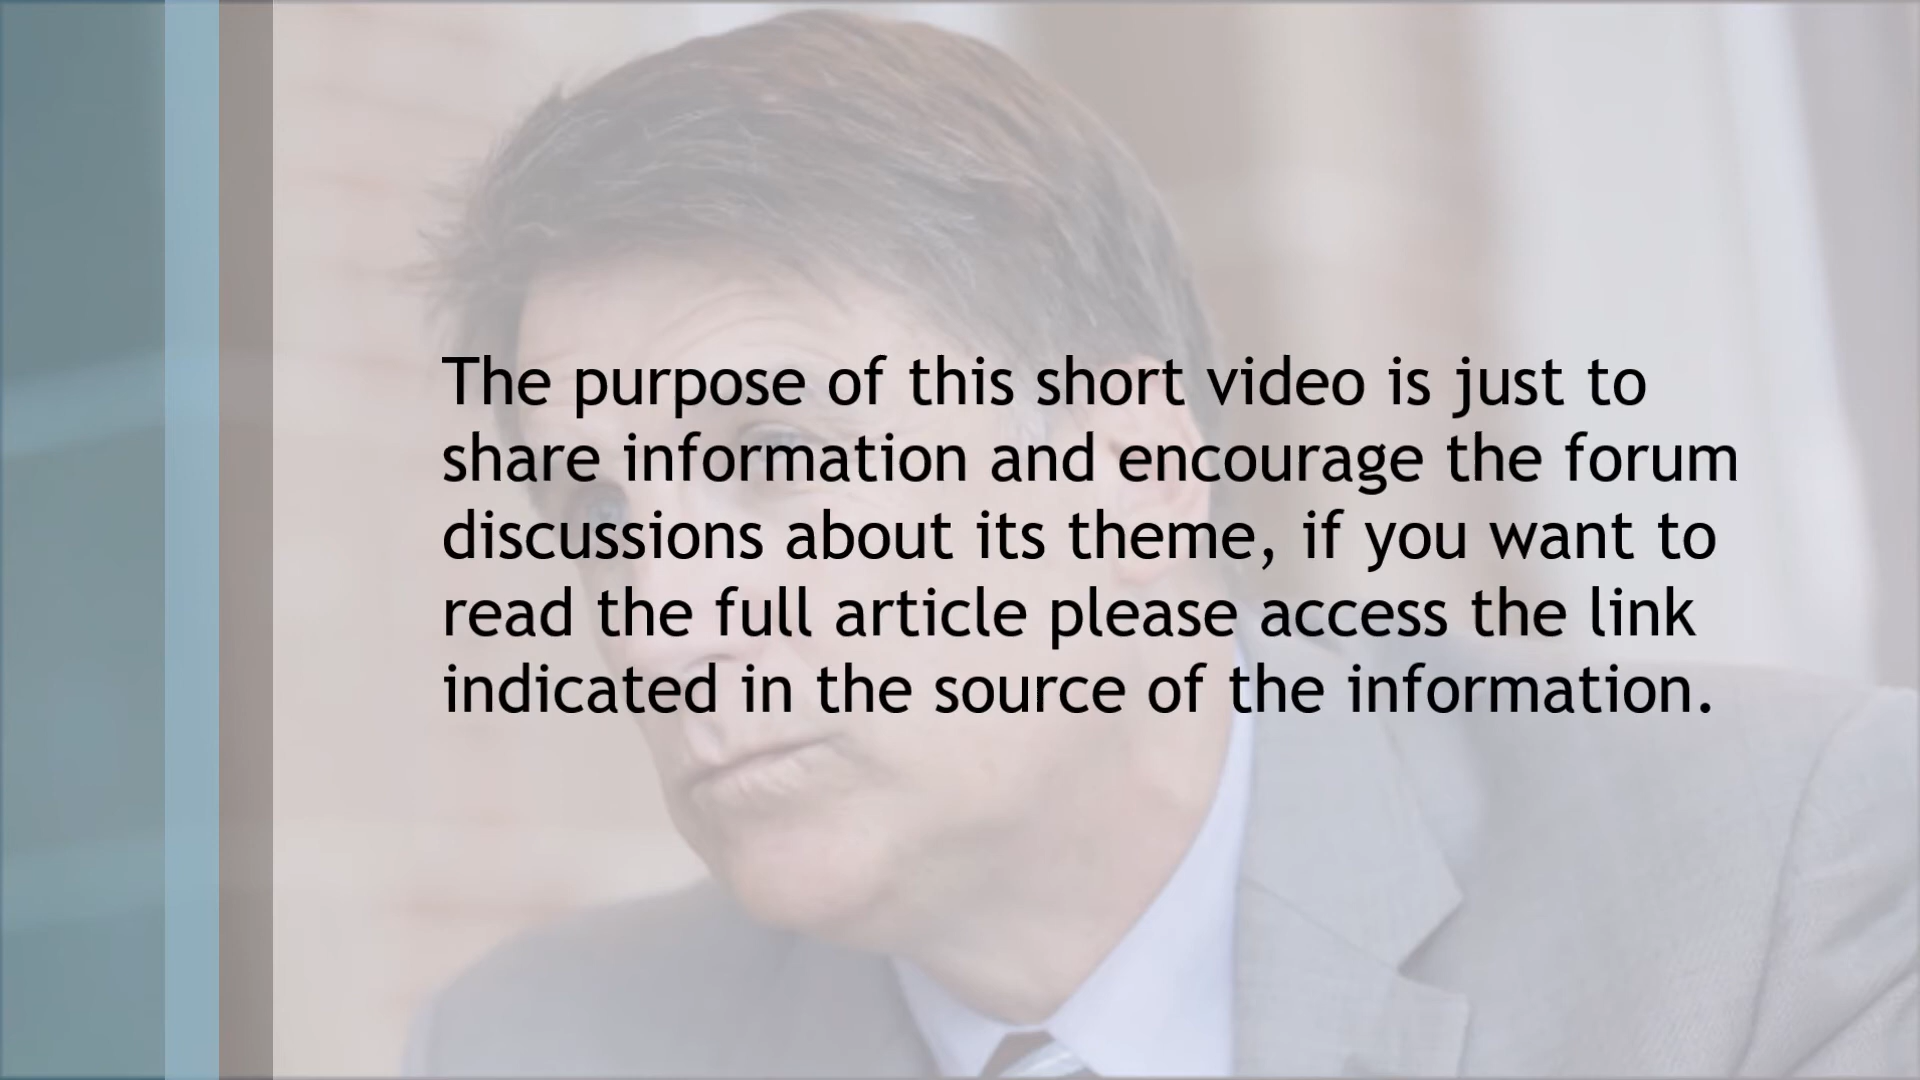 The purpose of this short video is just to
share information and encourage the forum
discussions about its theme, if you want to
read the full article please access the link
indicated in the source of the information.